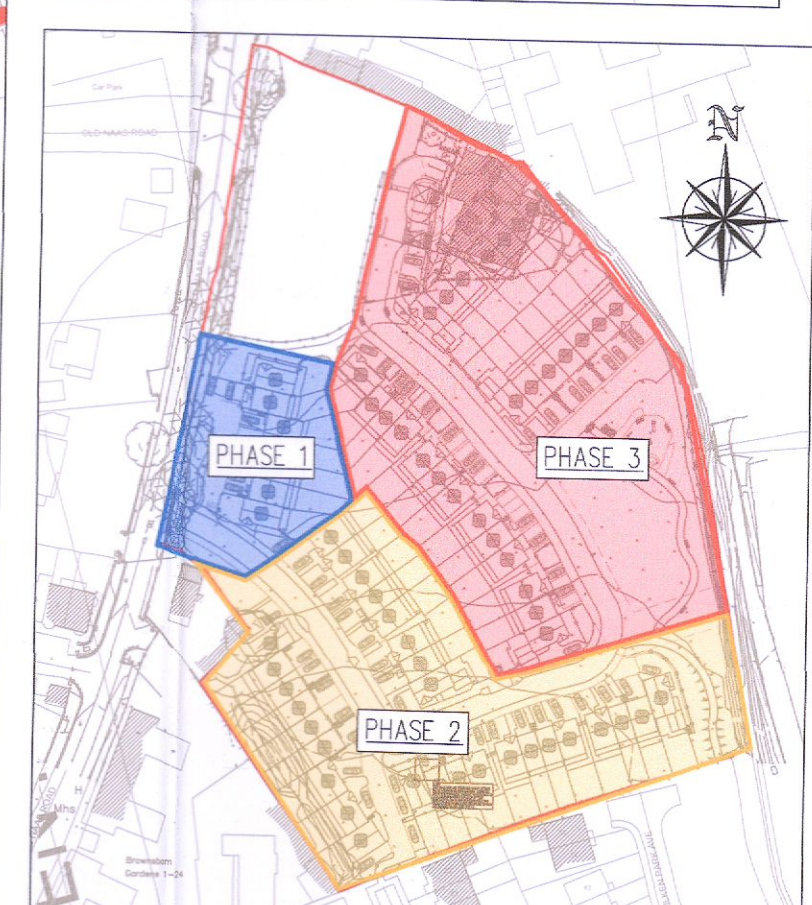 Car Park
OLD NAAS ROAD
N
PHASE 1
PHASE 3
PHASE 2
H
Mhs
Brownsbarn
Gardens 1-24